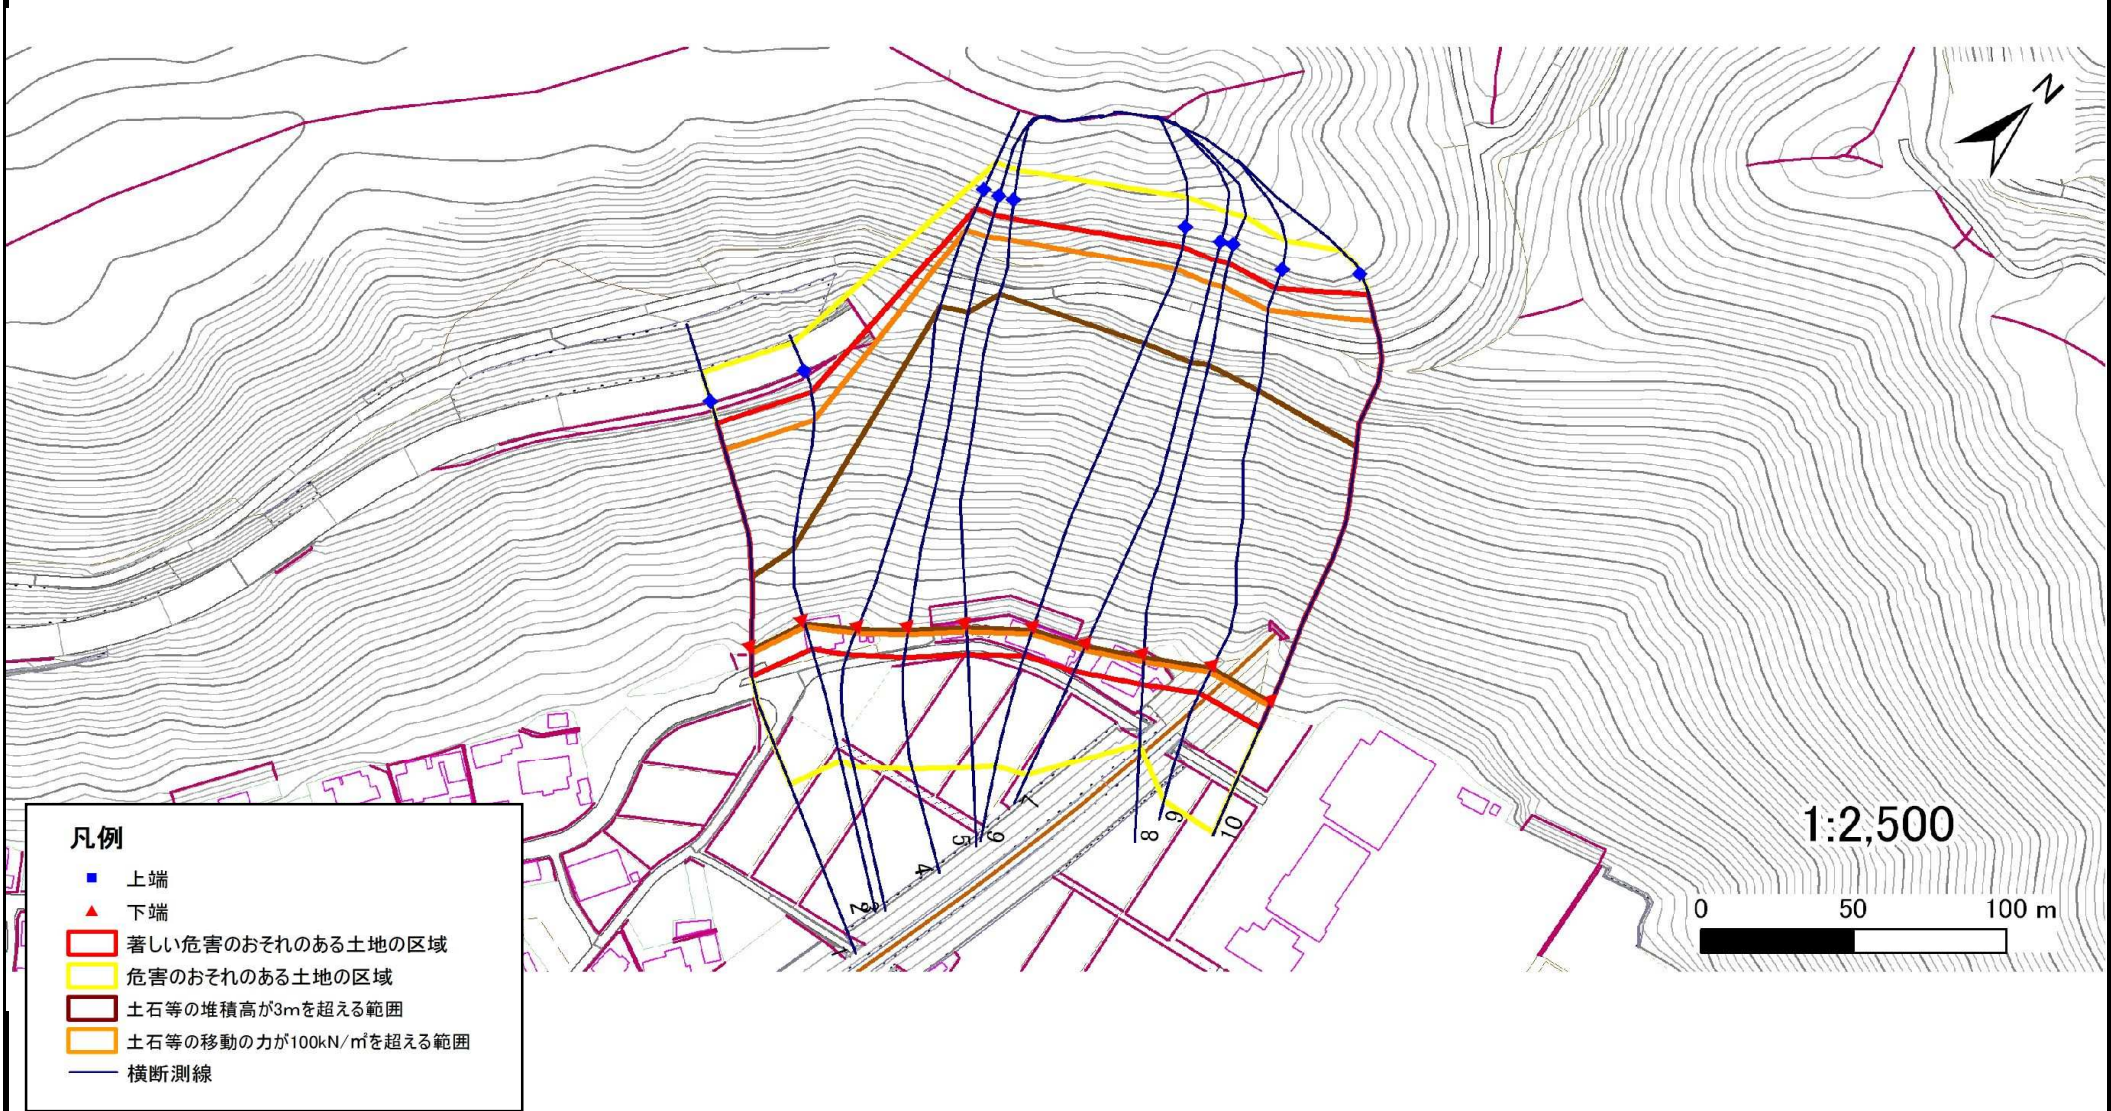 N
1
2
3
4
5
6
7
8
9
10
1:2,500
0 50 100 m
凡例
上端
下端
著しい危害のおそれのある土地の区域
危害のおそれのある土地の区域
土石等の堆積高が3mを超える範囲
土石等の移動の力が100kN/㎡を超える範囲
横断測線